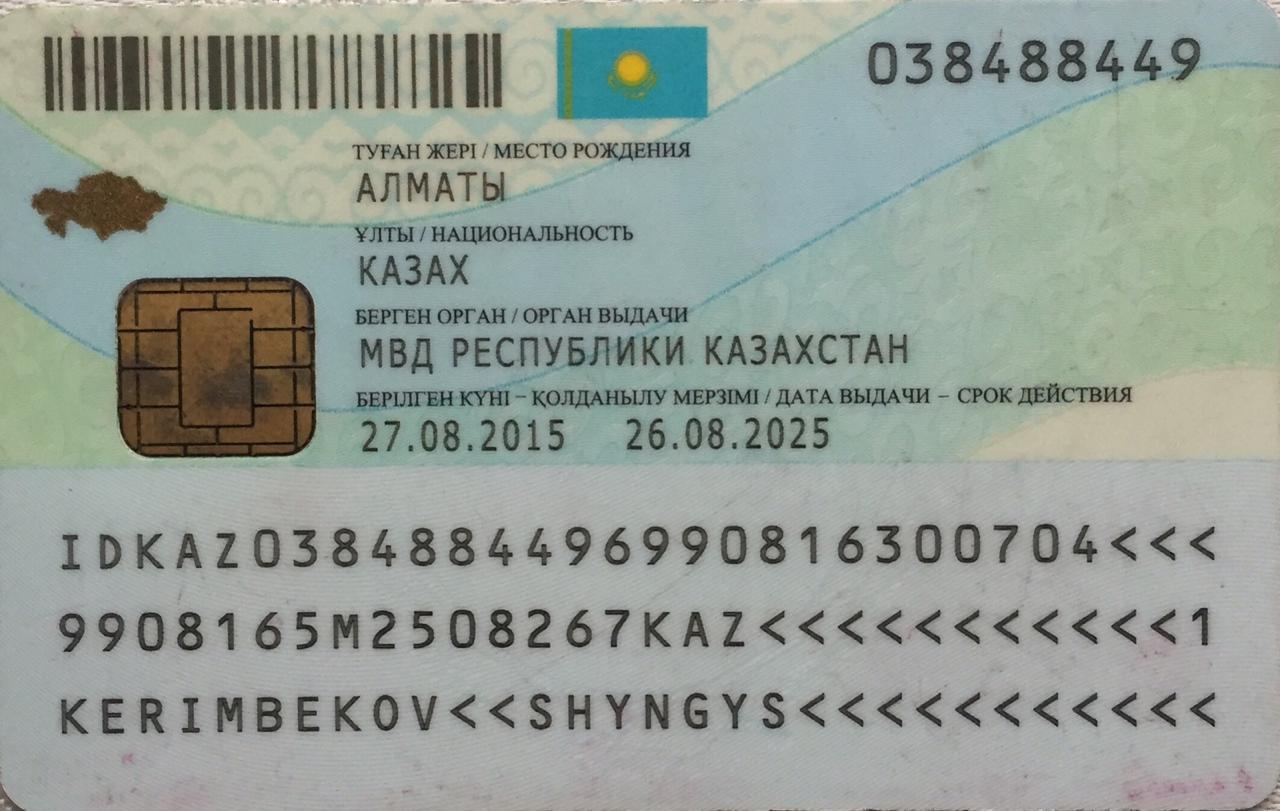 038488449
ТУҒАН ЖЕРІ / МЕСТО РОЖДЕНИЯ
АЛМАТЫ
ҰЛТЫ / НАЦИОНАЛЬНОСТЬ
КАЗАХ
БЕРГЕН ОРГАН / ОРГАН ВЫДАЧИ
МВД РЕСПУБЛИКИ КАЗАХСТАН
БЕРІЛГЕН КҮНІ – ҚОЛДАНЫЛУ МЕРЗІМІ / ДАТА ВЫДАЧИ – СРОК ДЕЙСТВИЯ
27.08.2015 26.08.2025
IDKAZ0384884496990816300704<<<
9908165M2508267KAZ<<<<<<<<<<<1
KERIMBEKOV<<SHYNGYS<<<<<<<<<<<